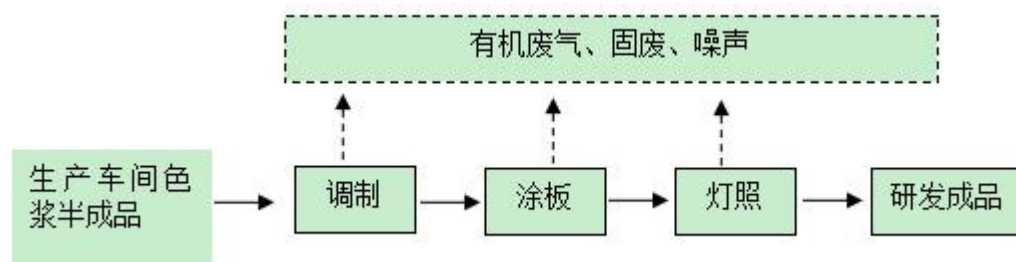 有机废气、固废、噪声
生产车间色
浆半成品
调制
涂板
灯照
研发成品